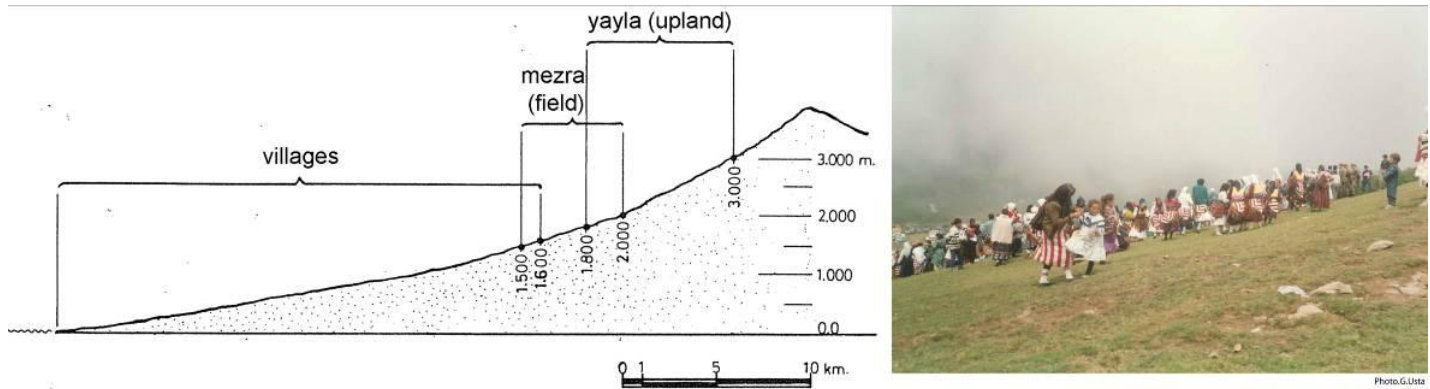 yayla (upland)
mezra
(field)
villages
3.000 m.
2.000
1.000
0.0
1.500
1.600
1.800
2.000
3.000
0 1 5 10 km.
Photo.G.Usta